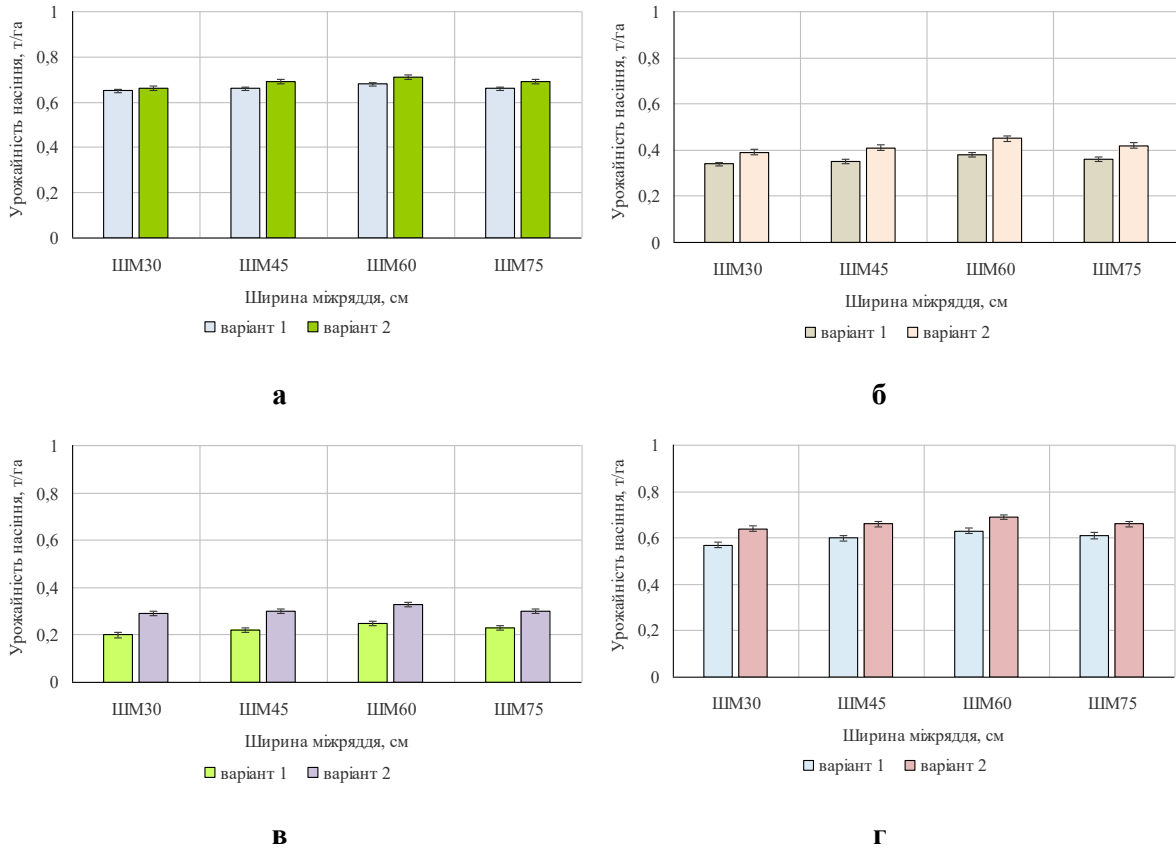 Урожайність насіння, т/га
1
0,8
0,6
0,4
0,2
0
ШМ30 ШМ45 ШМ60 ШМ75
Ширина міжряддя, см
варіант 1 варіант 2
а
Урожайність насіння, т/га
1
0,8
0,6
0,4
0,2
0
ШМ30 ШМ45 ШМ60 ШМ75
Ширина міжряддя, см
варіант 1 варіант 2
б
Урожайність насіння, т/га
1
0,8
0,6
0,4
0,2
0
ШМ30 ШМ45 ШМ60 ШМ75
Ширина міжряддя, см
варіант 1 варіант 2
в
Урожайність насіння, т/га
1
0,8
0,6
0,4
0,2
0
ШМ30 ШМ45 ШМ60 ШМ75
Ширина міжряддя, см
варіант 1 варіант 2
г